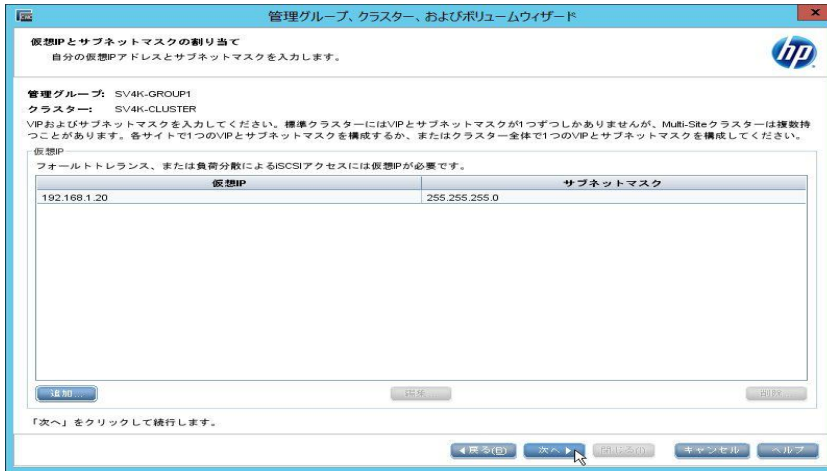 CMC
管理グループ、クラスター、およびボリュームウィザード
x
仮想IPとサブネットマスクの割り当て
自分の仮想IPアドレスとサブネットマスクを入力します。
hp
管理グループ: SV4K-GROUP1
クラスター: SV4K-CLUSTER
VIPおよびサブネットマスクを入力してください。標準クラスターにはVIPとサブネットマスクが1つずつしかありませんが、Multi-Siteクラスターは複数持
つことがあります。各サイトで1つのVIPとサブネットマスクを構成するか、またはクラスター全体で1つのVIPとサブネットマスクを構成してください。
仮想IP
フォールトトレランス、または負荷分散によるiSCSIアクセスには仮想IPが必要です。
仮想IP サブネットマスク
192.168.1.20 255.255.255.0
追加... 編集... 削除...
「次へ」をクリックして続行します。
戻る(B) 次へ キャンセル ヘルプ